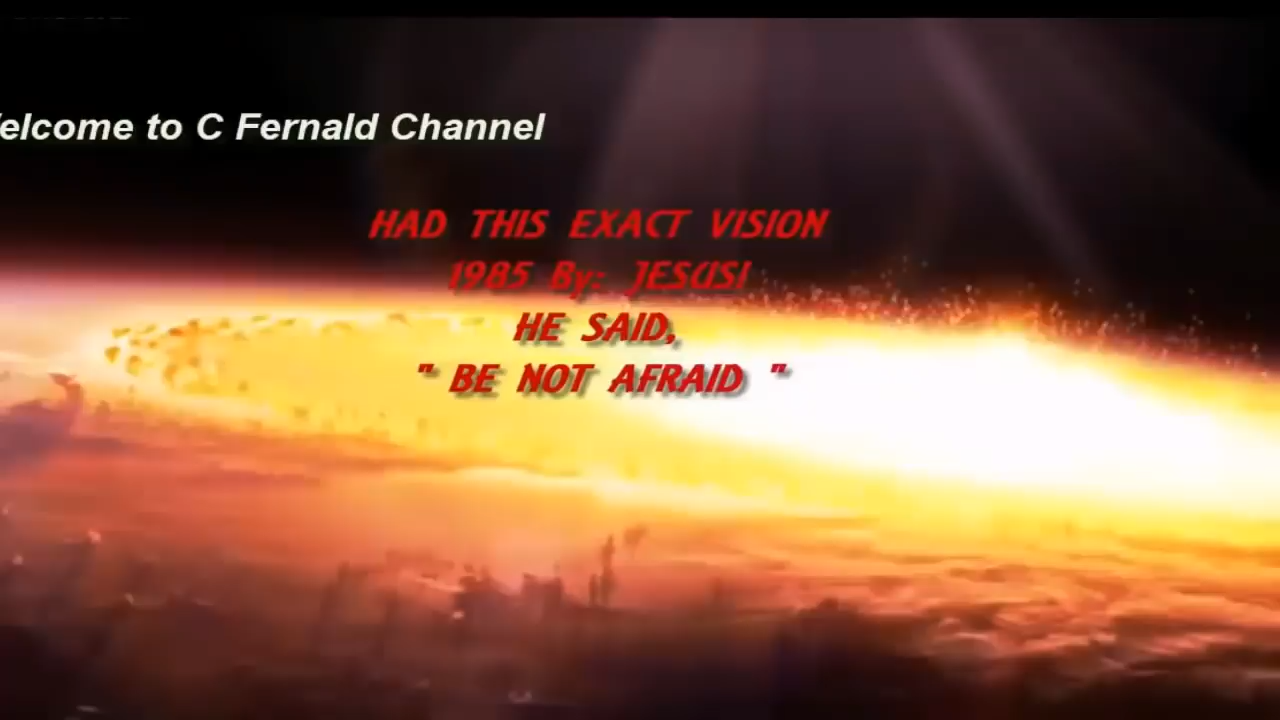 elcome to C Fernald Channel
HAD THIS EXACT VISION
1985 By: JESUS!
HE SAID,
" BE NOT AFRAID "